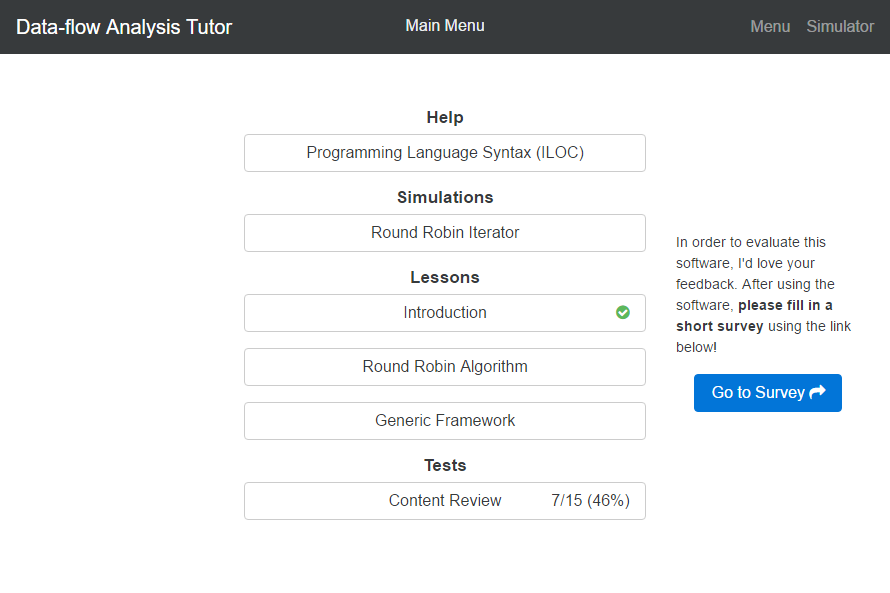 Data-flow Analysis Tutor
Main Menu
Menu
Simulator
Help
Programming Language Syntax (ILOC)
Simulations
Round Robin Iterator
Lessons
Introduction
Round Robin Algorithm
Generic Framework
Tests
Content Review
7/15 (46%)
In order to evaluate this
software, I'd love your
feedback. After using the
software, please fill in a
short survey using the link
below!
Go to Survey